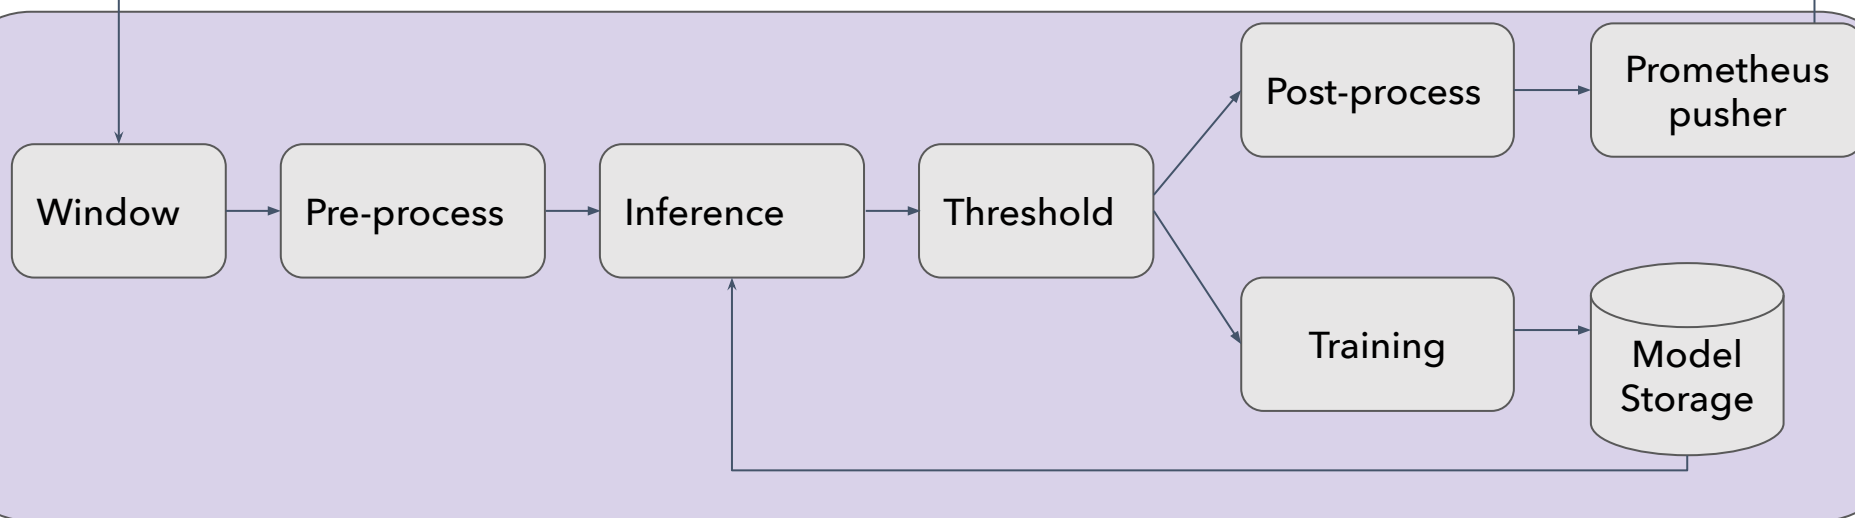 Window
Pre-process
Inference
Threshold
Post-process
Prometheus
pusher
Training
Model
Storage